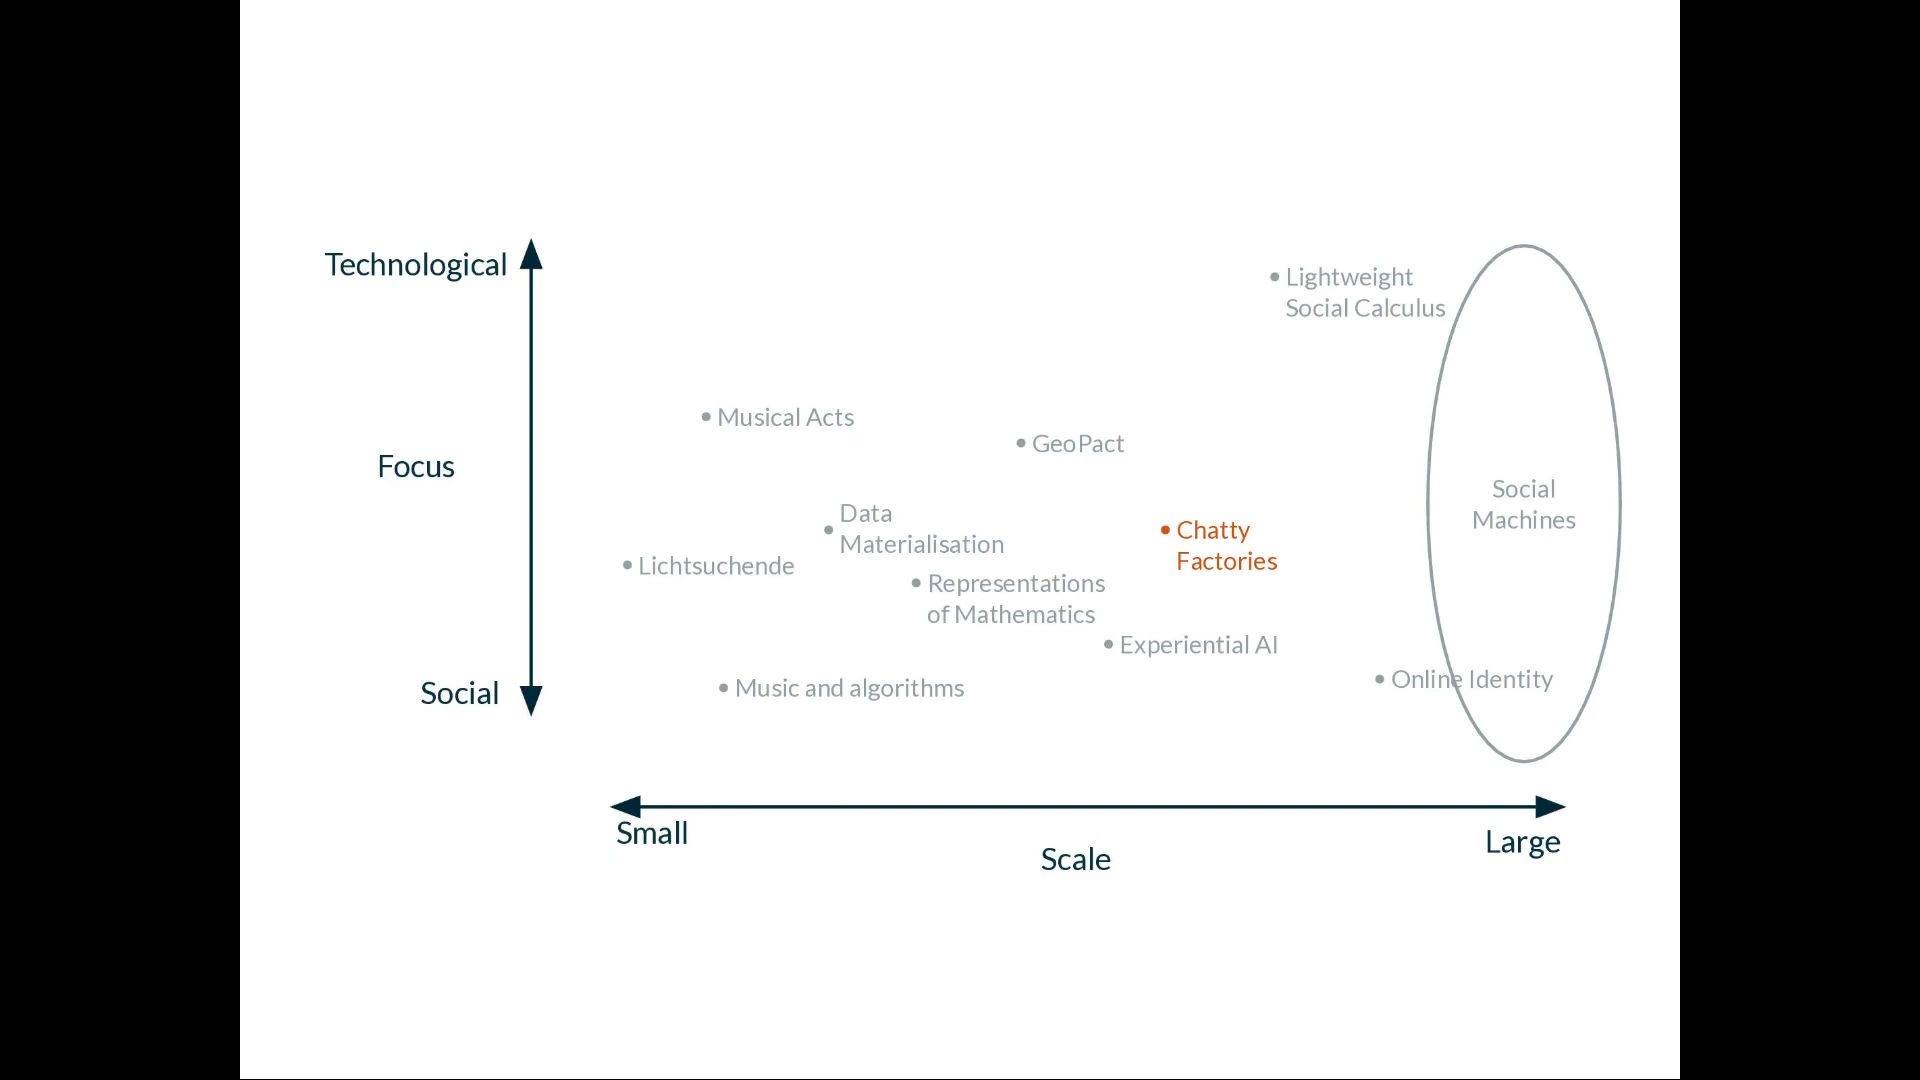 Technological
Lightweight
Social Calculus
Musical Acts
GeoPact
Focus
Social
Machines
Data
Materialisation
Chatty
Factories
Lichtsuchende
Representations
of Mathematics
Experiential AI
Online Identity
Music and algorithms
Social
Small
Large
Scale